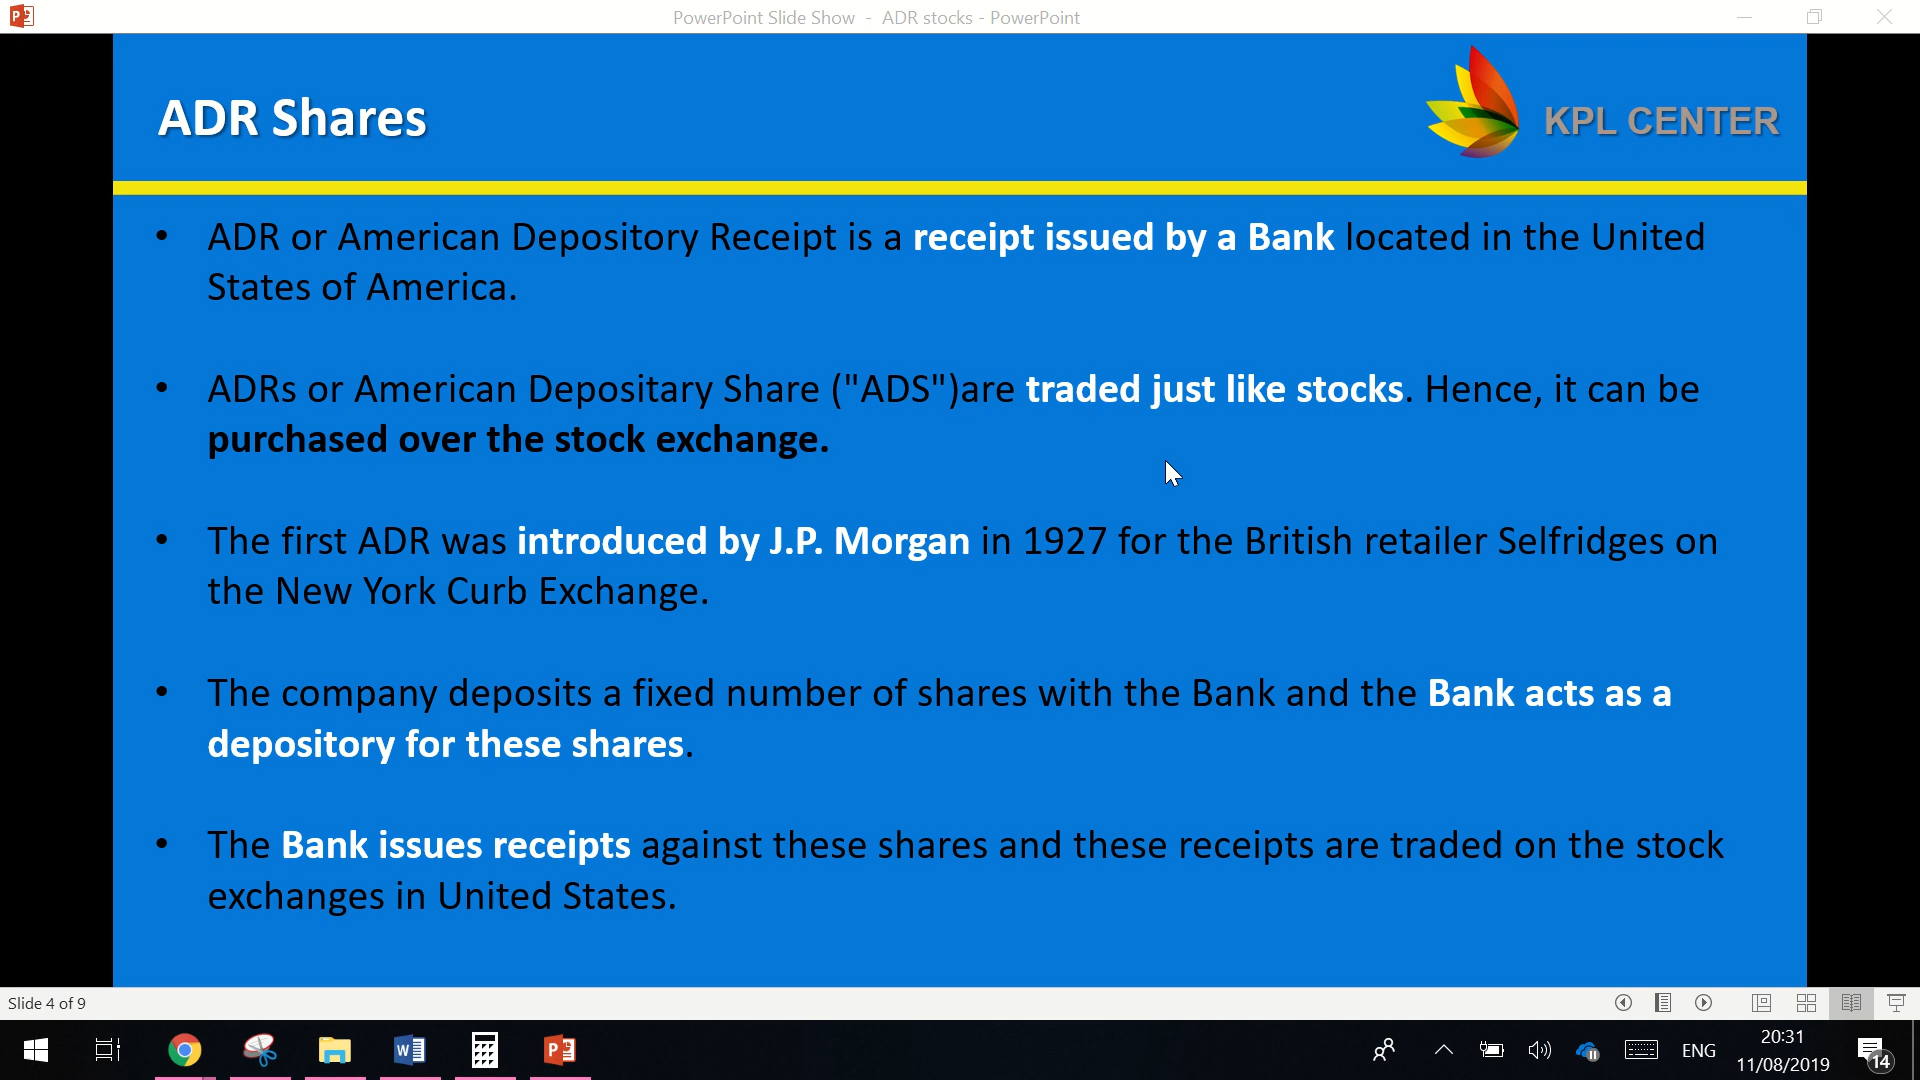 PowerPoint Slide Show - ADR stocks - PowerPoint
ADR Shares
KPL CENTER
• ADR or American Depository Receipt is a receipt issued by a Bank located in the United
States of America.
• ADRs or American Depositary Share ("ADS")are traded just like stocks. Hence, it can be
purchased over the stock exchange.
• The first ADR was introduced by J.P. Morgan in 1927 for the British retailer Selfridges on
the New York Curb Exchange.
• The company deposits a fixed number of shares with the Bank and the Bank acts as a
depository for these shares.
• The Bank issues receipts against these shares and these receipts are traded on the stock
exchanges in United States.
Slide 4 of 9
ENG
20:31
11/08/2019
14